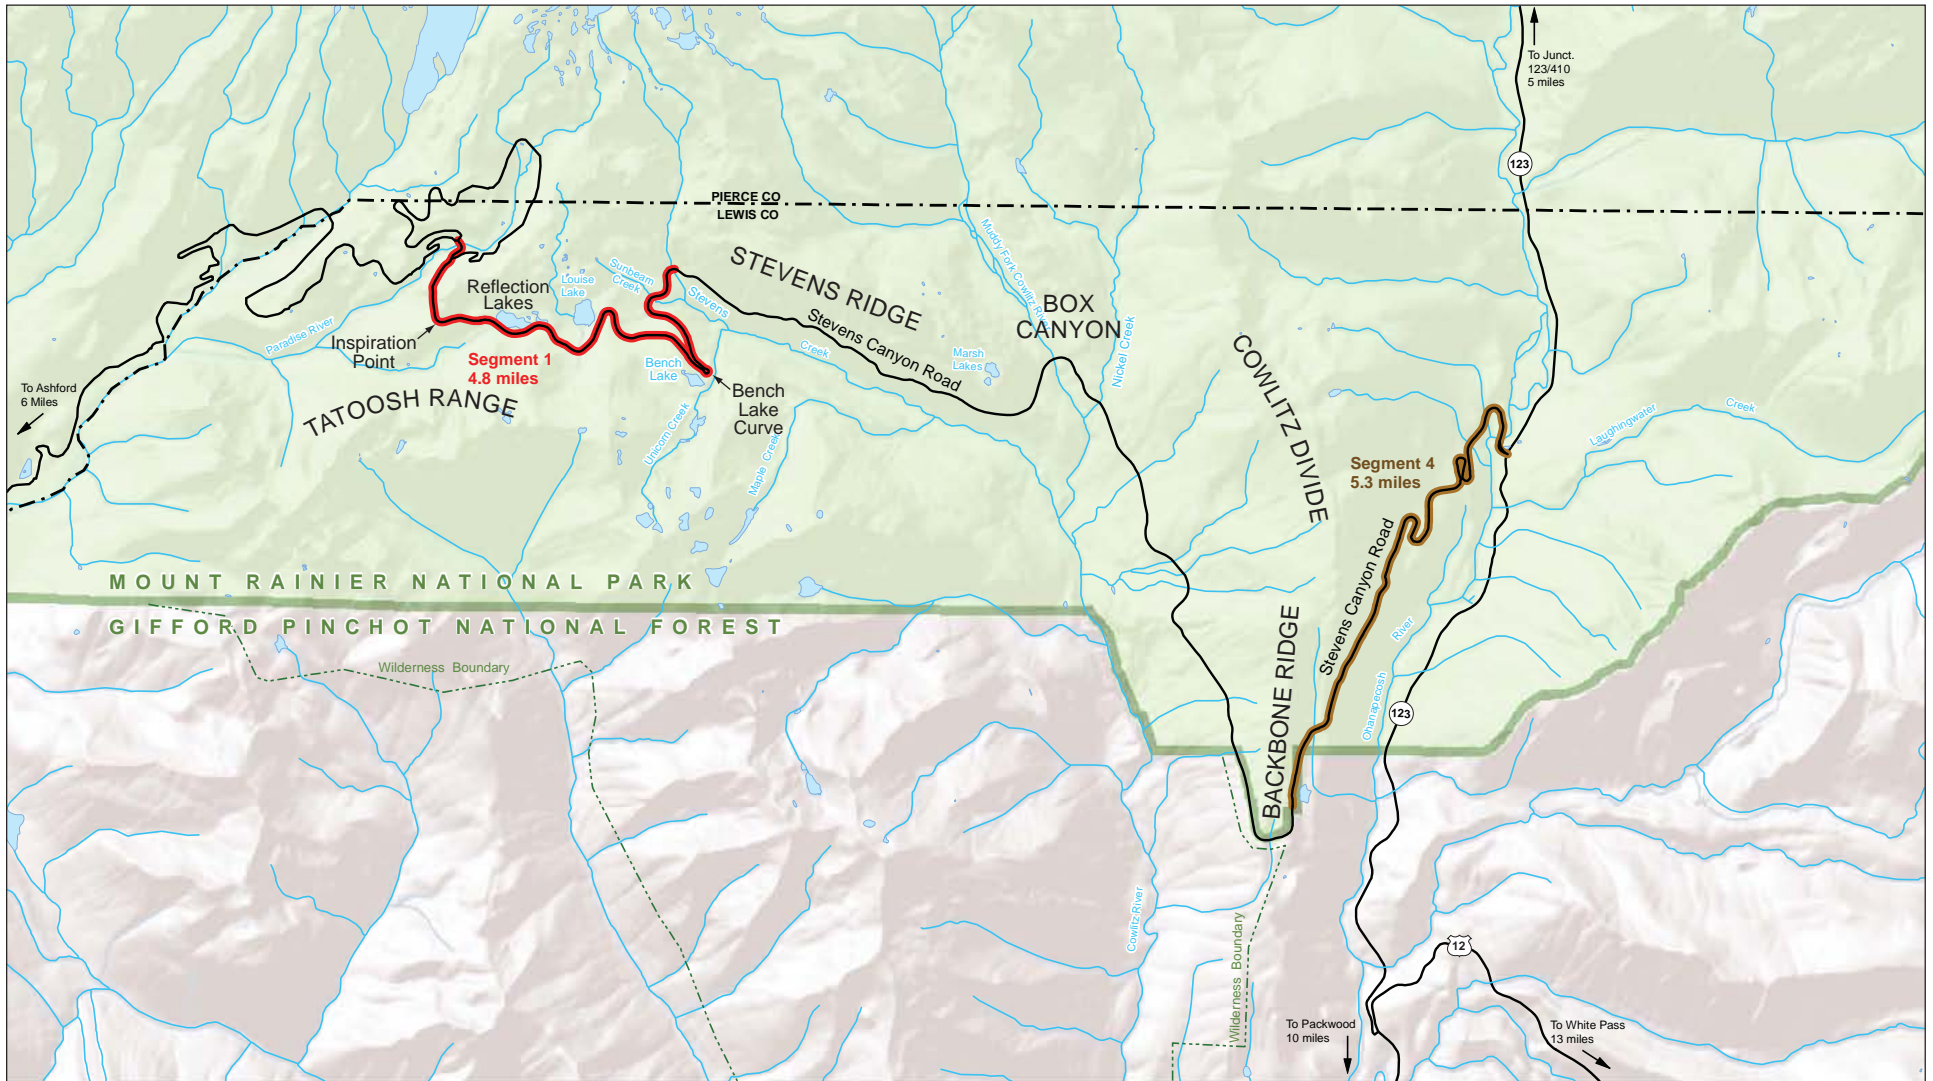 To Junct.
123/410
5 miles
123
PIERCE CO
LEWIS CO
STEVENS RIDGE
Muddy Fork Cowlitz River
BOX
CANYON
Nickel Creek
Sunbeam
Creek
Louise
Lake
Reflection
Lakes
Stevens
Creek
Stevens Canyon Road
Paradise River
Inspiration
Point
Segment 1
4.8 miles
Bench
Lake
Marsh
Lakes
Bench
Lake
Curve
To Ashford
6 Miles
TATOOSH RANGE
Unicorn Creek
Maple Creek
COWLITZ DIVIDE
Laughingwater
Creek
Segment 4
5.3 miles
Stevens Canyon Road
MOUNT RAINIER NATIONAL PARK
GIFFORD PINCHOT NATIONAL FOREST
Wilderness Boundary
BACKBONE RIDGE
Ohanapecosh
River
123
Cowlitz River
Wilderness Boundary
12
To Packwood
10 miles
To White Pass
13 miles